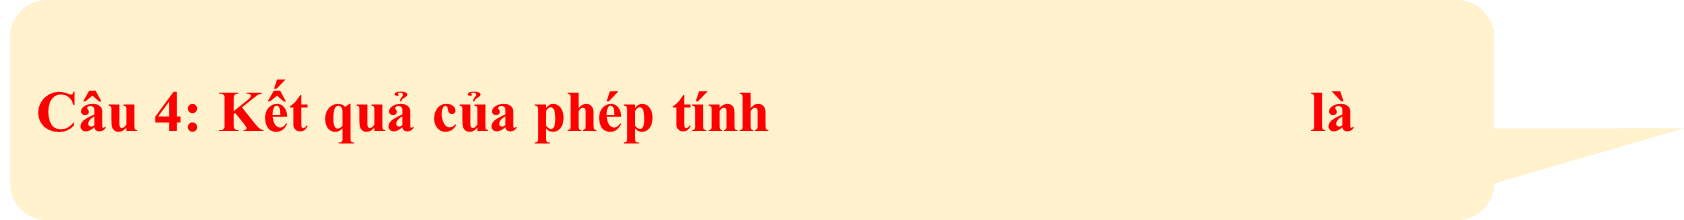 Câu 4: Kết quả của phép tính là